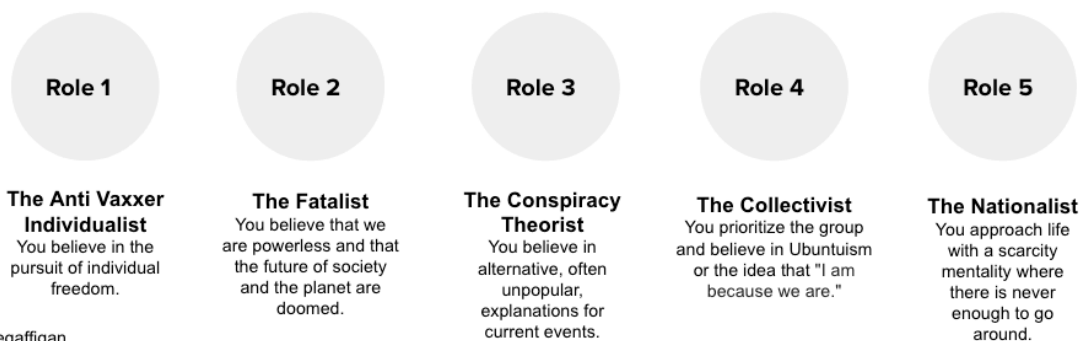 Role 1
Role 2
Role 3
Role 4
Role 5
The Anti Vaxxer
Individualist
You believe in the
pursuit of individual
freedom.
The Fatalist
You believe that we
are powerless and that
the future of society
and the planet are
doomed.
The Conspiracy
Theorist
You believe in
alternative, often
unpopular,
explanations for
current events.
The Collectivist
You prioritize the group
and believe in Ubuntuism
or the idea that "I am
because we are."
The Nationalist
You approach life
with a scarcity
mentality where
there is never
enough to go
around.